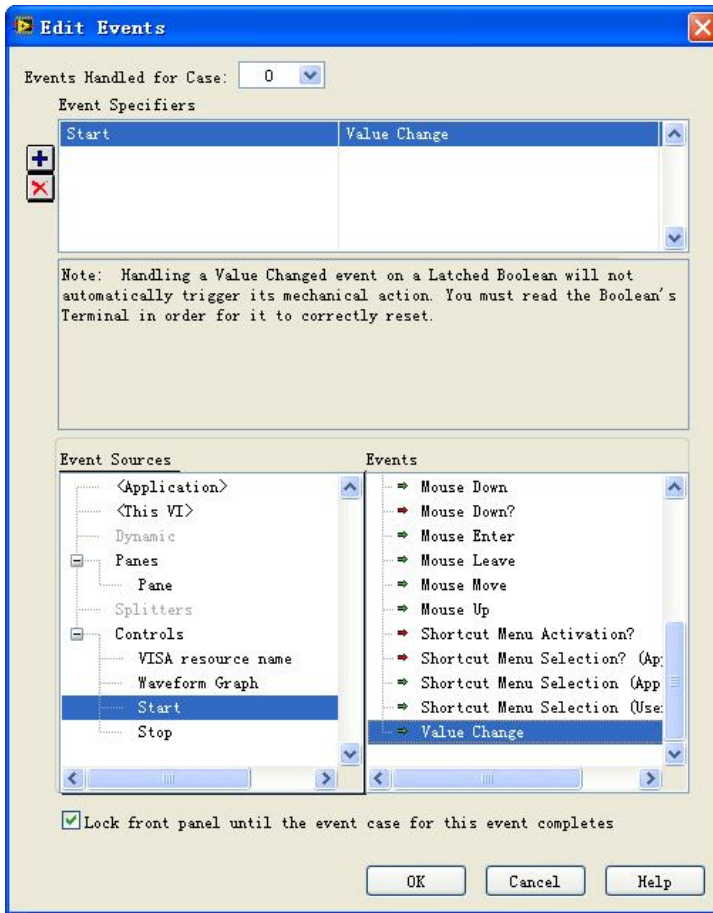 Edit Events
Events Handled for Case: 0
Event Specifiers
Start Value Change
Note: Handling a Value Changed event on a Latched Boolean will not
automatically trigger its mechanical action. You must read the Boolean's
Terminal in order for it to correctly reset.
Event Sources Events
<Application> Mouse Down
<This VI> Mouse Down?
Dynamic Mouse Enter
Panes Mouse Leave
Pane Mouse Move
Splitters Mouse Up
Controls Shortcut Menu Activation?
VISA resource name Shortcut Menu Selection? (Ap
Waveform Graph Shortcut Menu Selection (App
Start Shortcut Menu Selection (Use
Stop Value Change
Lock front panel until the event case for this event completes
OK Cancel Help